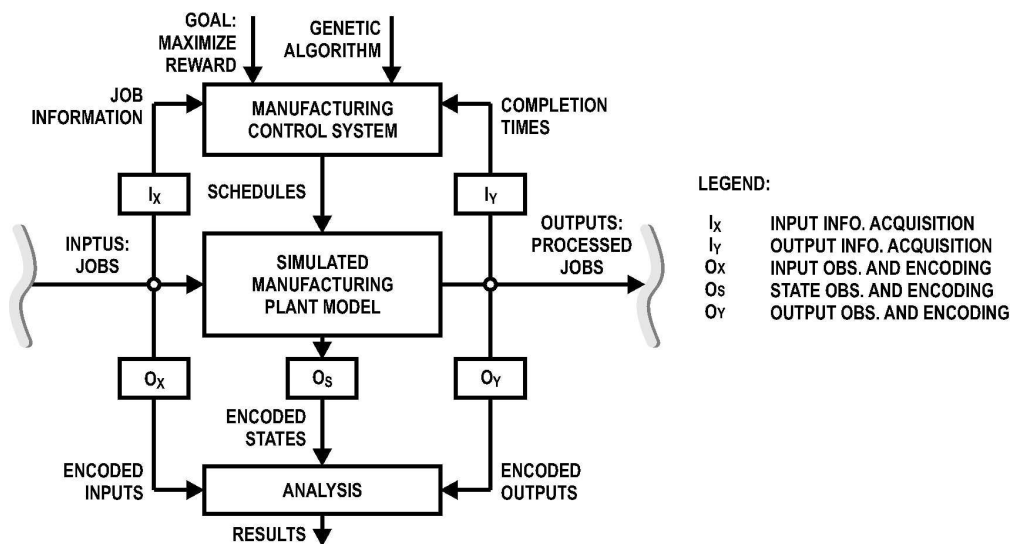 GOAL:
MAXIMIZE
REWARD
GENETIC
ALGORITHM
JOB
INFORMATION
MANUFACTURING
CONTROL SYSTEM
COMPLETION
TIMES
IX
SCHEDULES
IY
INPTUS:
JOBS
SIMULATED
MANUFACTURING
PLANT MODEL
OUTPUTS:
PROCESSED
JOBS
OX
OS
OY
ENCODED
STATES
ENCODED
INPUTS
ANALYSIS
ENCODED
OUTPUTS
RESULTS
LEGEND:
IX INPUT INFO. ACQUISITION
IY OUTPUT INFO. ACQUISITION
OX INPUT OBS. AND ENCODING
OS STATE OBS. AND ENCODING
OY OUTPUT OBS. AND ENCODING